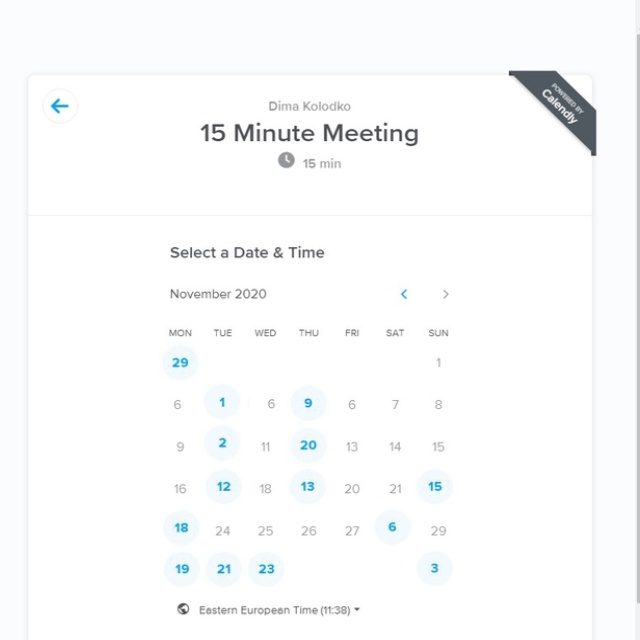 POWERED BY
Calendly
Dima Kolodko
15 Minute Meeting
15 min
Select a Date & Time
November 2020
MON TUE WED THU FRI SAT SUN
29 1
6 1 6 9 6 7 8
9 2 11 20 13 14 15
16 12 18 13 20 21 15
18 24 25 26 27 6 29
19 21 23 3
Eastern European Time (11:38)